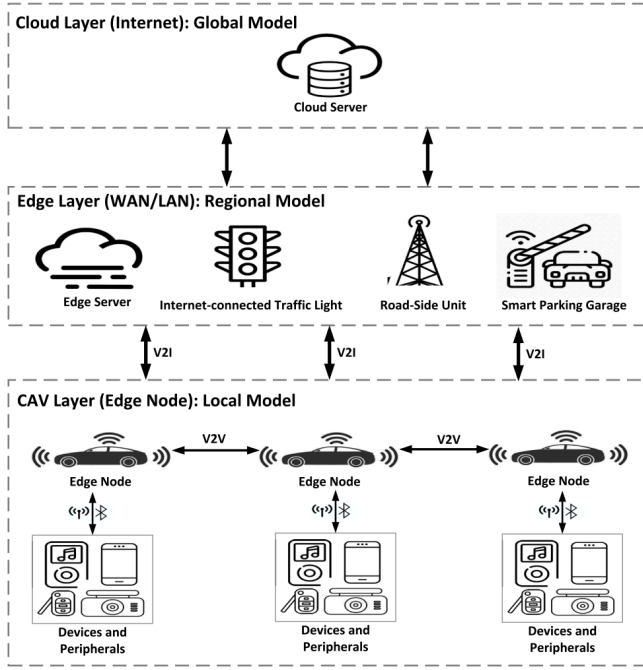 Cloud Layer (Internet): Global Model
Cloud Server
Edge Layer (WAN/LAN): Regional Model
Edge Server
Internet-connected Traffic Light
Road-Side Unit
Smart Parking Garage
V2I
V2I
V2I
CAV Layer (Edge Node): Local Model
V2V
V2V
Edge Node
Edge Node
Edge Node
Devices and
Peripherals
Devices and
Peripherals
Devices and
Peripherals